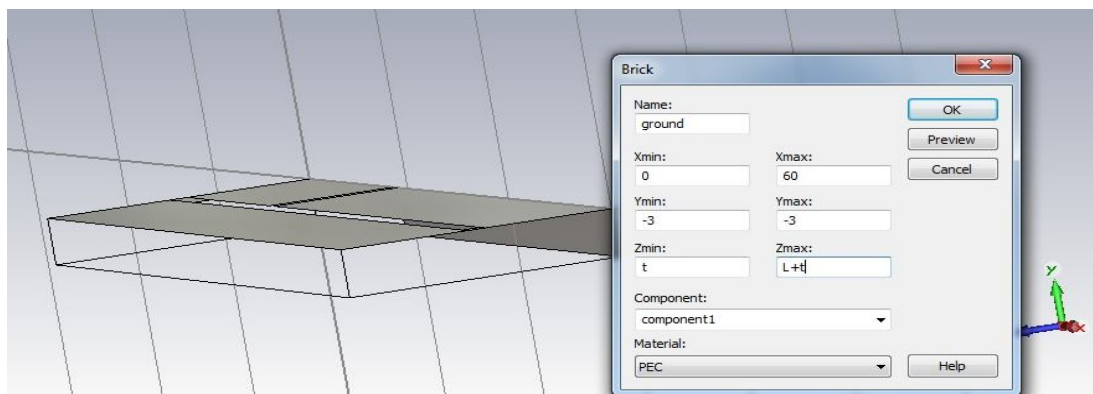 Brick
Name:
ground
OK
Preview
Xmin:
Xmax:
0
60
Cancel
Ymin:
Ymax:
-3
-3
Zmin:
Zmax:
t
L+t
Component:
component1
Material:
PEC
Help
y
x